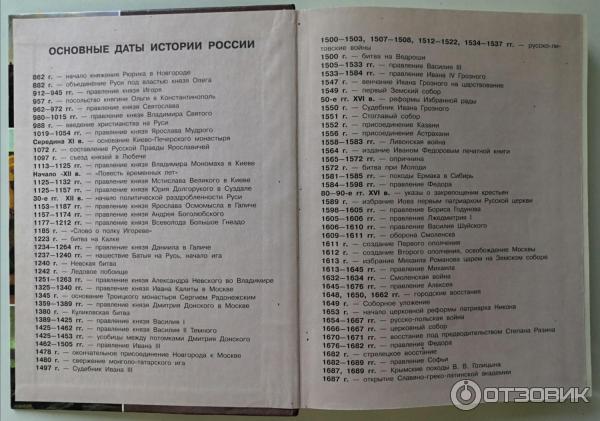 ОСНОВНЫЕ ДАТЫ ИСТОРИИ РОССИИ
862 г. — начало княжения Рюрика в Новгороде
882 г. — объединение Руси под властью князя Олега
912—945 гг. — правление князя Игоря
957 г. — посольство княгини Ольги в Константинополь
962—972 гг. — правление князя Святослава
980—1015 гг. — правление князя Владимира Святого
988 г. — введение христианства на Руси
1019—1054 гг. — правление князя Ярослава Мудрого
Середина XI в. — основание Киево-Печерского монастыря
1072 г. — составление Русской Правды Ярославичей
1097 г. — съезд князей в Любече
1113—1125 гг. — правление князя Владимира Мономаха в Киеве
Начало XII в. — «Повесть временных лет»
1125—1132 гг. — правление князя Мстислава Великого в Киеве
1125—1157 гг. — правление князя Юрия Долгорукого в Суздале
30-е гг. XII в. — начало политической раздробленности Руси
1153—1187 гг. — правление князя Ярослава Осмомысла в Галиче
1157—1174 гг. — правление князя Андрея Боголюбского
1177—1212 гг. — правление князя Всеволода Большого Гнездо
1185 г. — «Слово о полку Игореве»
1223 г. — битва на Калке
1234—1264 гг. — правление князя Даниила в Галиче
1237—1240 гг. — нашествие Батыя на Русь, начало ига
1240 г. — Невская битва
1242 г. — Ледовое побоище
1251—1263 гг. — правление князя Александра Невского во Владимире
1325—1340 гг. — правление князя Ивана Калиты в Москве
1345 г. — основание Троицкого монастыря Сергием Радонежским
1359—1389 гг. — правление князя Дмитрия Донского в Москве
1380 г. — Куликовская битва
1389—1425 гг. — правление князя Василия I
1425—1462 гг. — правление князя Василия II Темного
1425—1453 гг. — усобицы между потомками Дмитрия Донского
1462—1505 гг. — правление Ивана III
1478 г. — окончательное присоединение Новгорода к Москве
1480 г. — свержение монголо-татарского ига
1497 г. — Судебник Ивана III
1500—1503, 1507—1508, 1512—1522, 1534—1537 гг. — русско-ли-
товские войны
1500 г. — битва на Ведроши
1505—1533 гг. — правление Василия III
1533—1584 гг. — правление Ивана IV Грозного
1547 г. — венчание Ивана Грозного на царствование
1549 г. — первый Земский собор
50-е гг. XVI в. — реформы Избранной рады
1550 г. — Судебник Ивана Грозного
1551 г. — Стоглавый собор
1552 г. — присоединение Казани
1556 г. — присоединение Астрахани
1558—1583 гг. — Ливонская война
1564 г. — издание Иваном Федоровым печатной книги
1565—1572 гг. — опричнина
1572 г. — битва при Молоди
1581—1585 гг. — походы Ермака в Сибирь
1584—1598 гг. — правление Федора
80—90-е гг. XVI в. — указы о закрепощении крестьян
1589 г. — избрание Иова первым патриархом Русской церкви
1598—1605 гг. — правление Бориса Годунова
1605—1606 гг. — правление Лжедмитрия I
1606—1610 гг. — правление Василия Шуйского
1609—1611 гг. — оборона Смоленска
1611 г. — создание Первого ополчения
1612 г. — создание Второго ополчения, освобождение Москвы
1613 г. — избрание Михаила Романова царем на Земском соборе
1613—1645 гг. — правление Михаила
1632—1634 гг. — Смоленская война
1645—1676 гг. — правление Алексея
1648, 1650, 1662 гг. — городские восстания
1649 г. — Соборное уложение
1653 г. — начало церковной реформы патриарха Никона
1654—1667 гг. — русско-польская война
1666—1667 гг. — церковный собор
1670—1671 гг. — восстание под предводительством Степана Разина
1676—1682 гг. — правление Федора
1682 г. — стрелецкое восстание
1682—1689 гг. — правление Софьи
1687, 1689 гг. — Крымские походы В. В. Голицына
1687 г. — открытие Славяно-греко-латинской академии
ОТЗОВИК